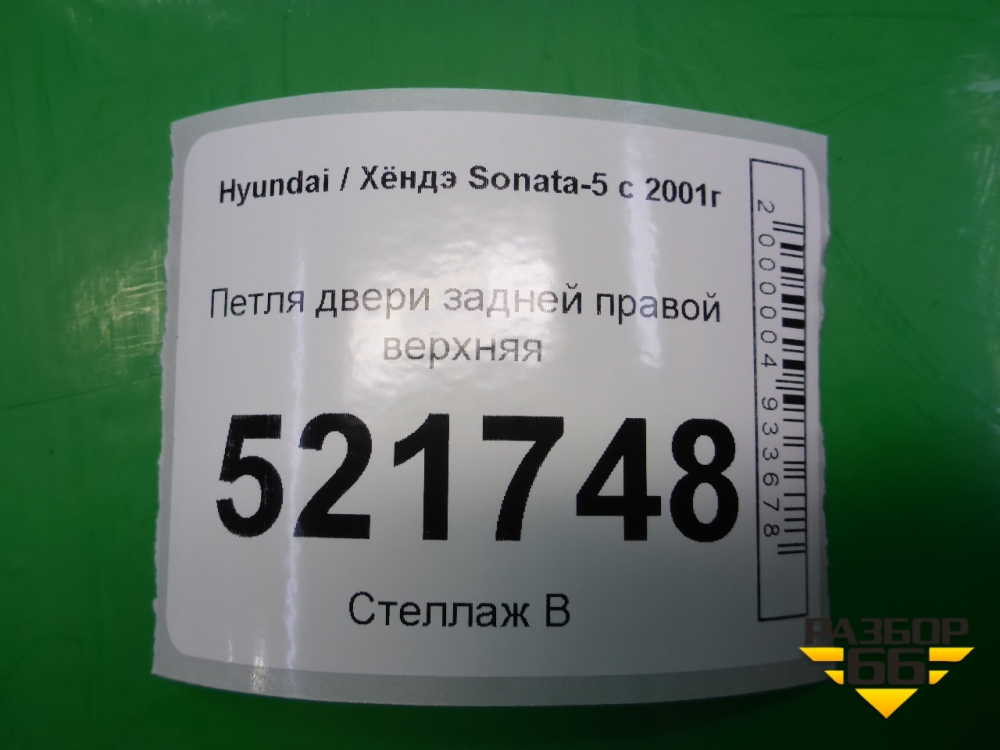 Hyundai / Хёндэ Sonata-5 с 2001г
Петля двери задней правой
верхняя
521748
Стеллаж В
2000004933678
РАЗБОР
66